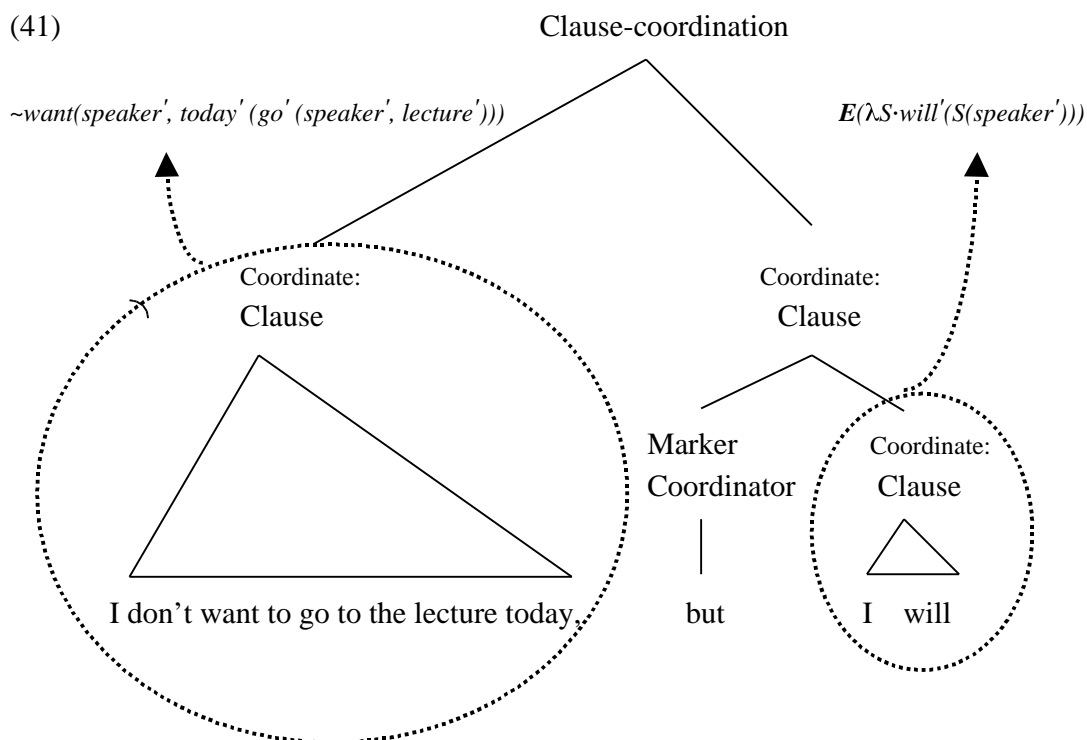 (41)
Clause-coordination
~want(speaker′, today′ (go′ (speaker′, lecture′)))
E(λS·will′(S(speaker′)))
Coordinate:
Clause
Coordinate:
Clause
Marker
Coordinator
Coordinate:
Clause
I don’t want to go to the lecture today,
but
I will